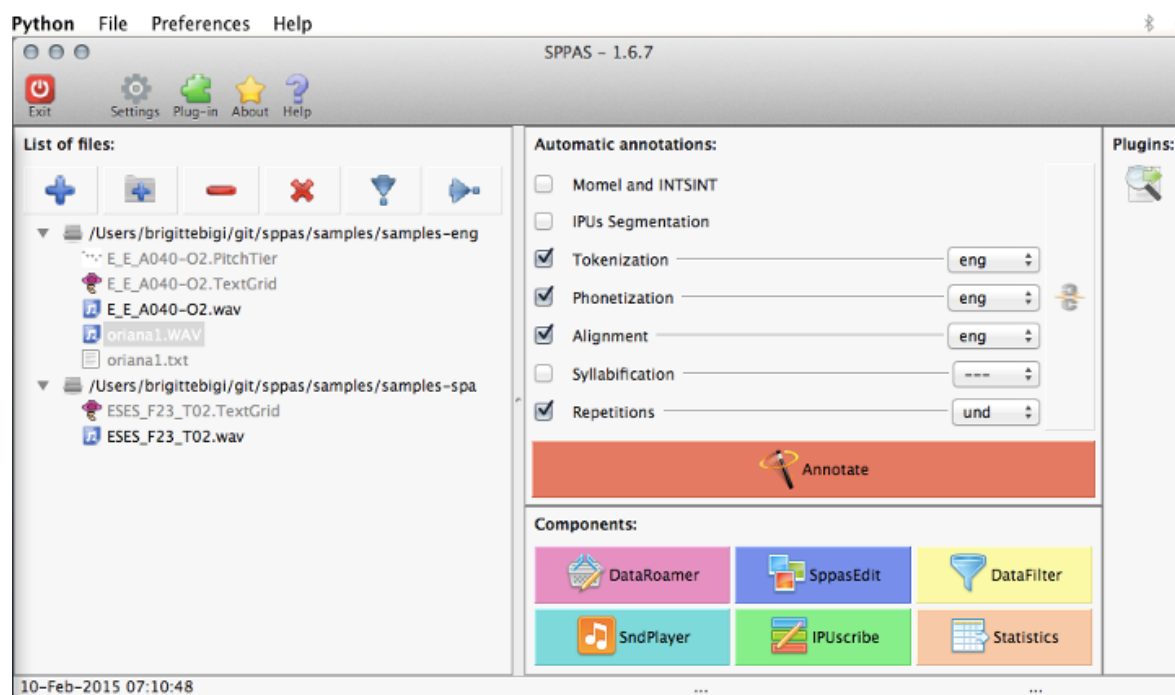 Python File Preferences Help
SPPAS - 1.6.7
Exit Settings Plug-in About Help
List of files:
/Users/brigittebigi/git/sppas/samples/samples-eng
E_E_A040-O2.PitchTier
E_E_A040-O2.TextGrid
E_E_A040-O2.wav
oriana1.WAV
oriana1.txt
/Users/brigittebigi/git/sppas/samples/samples-spa
ESES_F23_T02.TextGrid
ESES_F23_T02.wav
Automatic annotations:
Momel and INTSINT
IPUs Segmentation
Tokenization eng
Phonetization eng
Alignment eng
Syllabification ---
Repetitions und
Annotate
Components:
DataRoamer SppasEdit DataFilter
SndPlayer IPUscribe Statistics
Plugins:
10-Feb-2015 07:10:48 ... ...